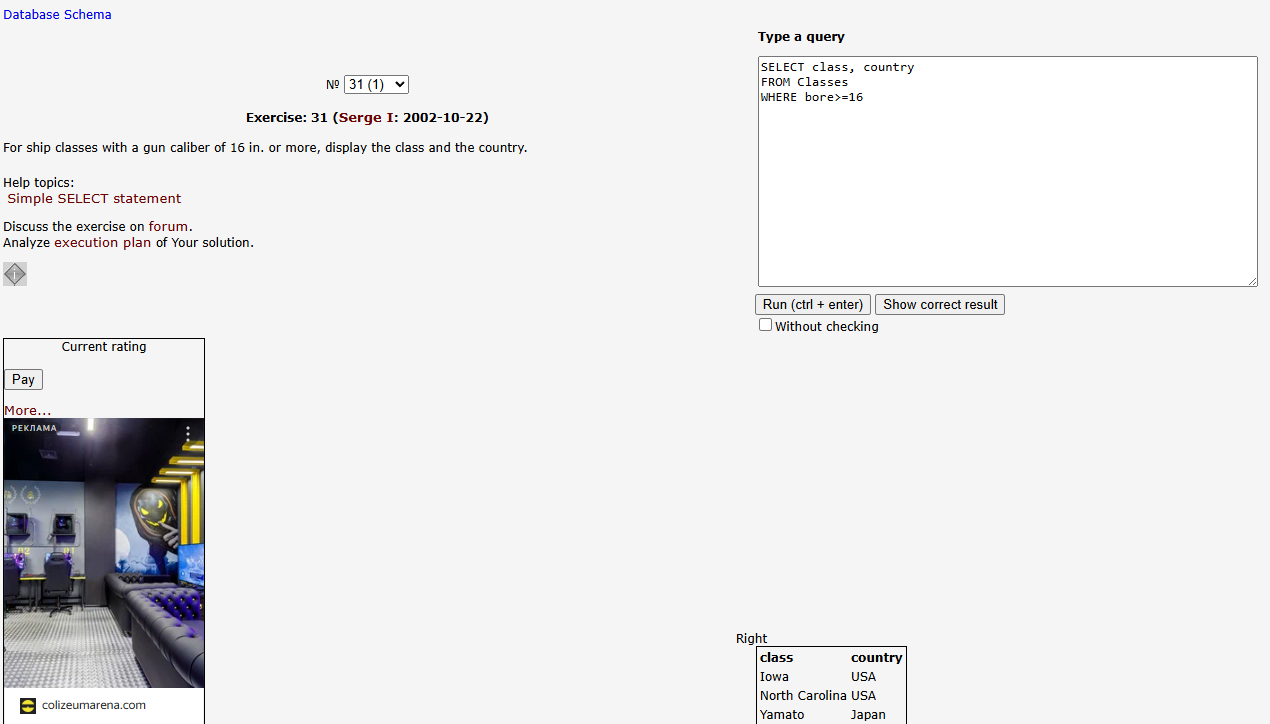 Database Schema
№ 31 (1)
Exercise: 31 (Serge I: 2002-10-22)
For ship classes with a gun caliber of 16 in. or more, display the class and the country.
Help topics:
Simple SELECT statement
Discuss the exercise on forum.
Analyze execution plan of Your solution.
Current rating
Pay
More...
РЕКЛАМА
colizeumarena.com
Type a query
SELECT class, country
FROM Classes
WHERE bore>=16
Run (ctrl + enter) Show correct result
Without checking
Right
class country
Iowa USA
North Carolina USA
Yamato Japan